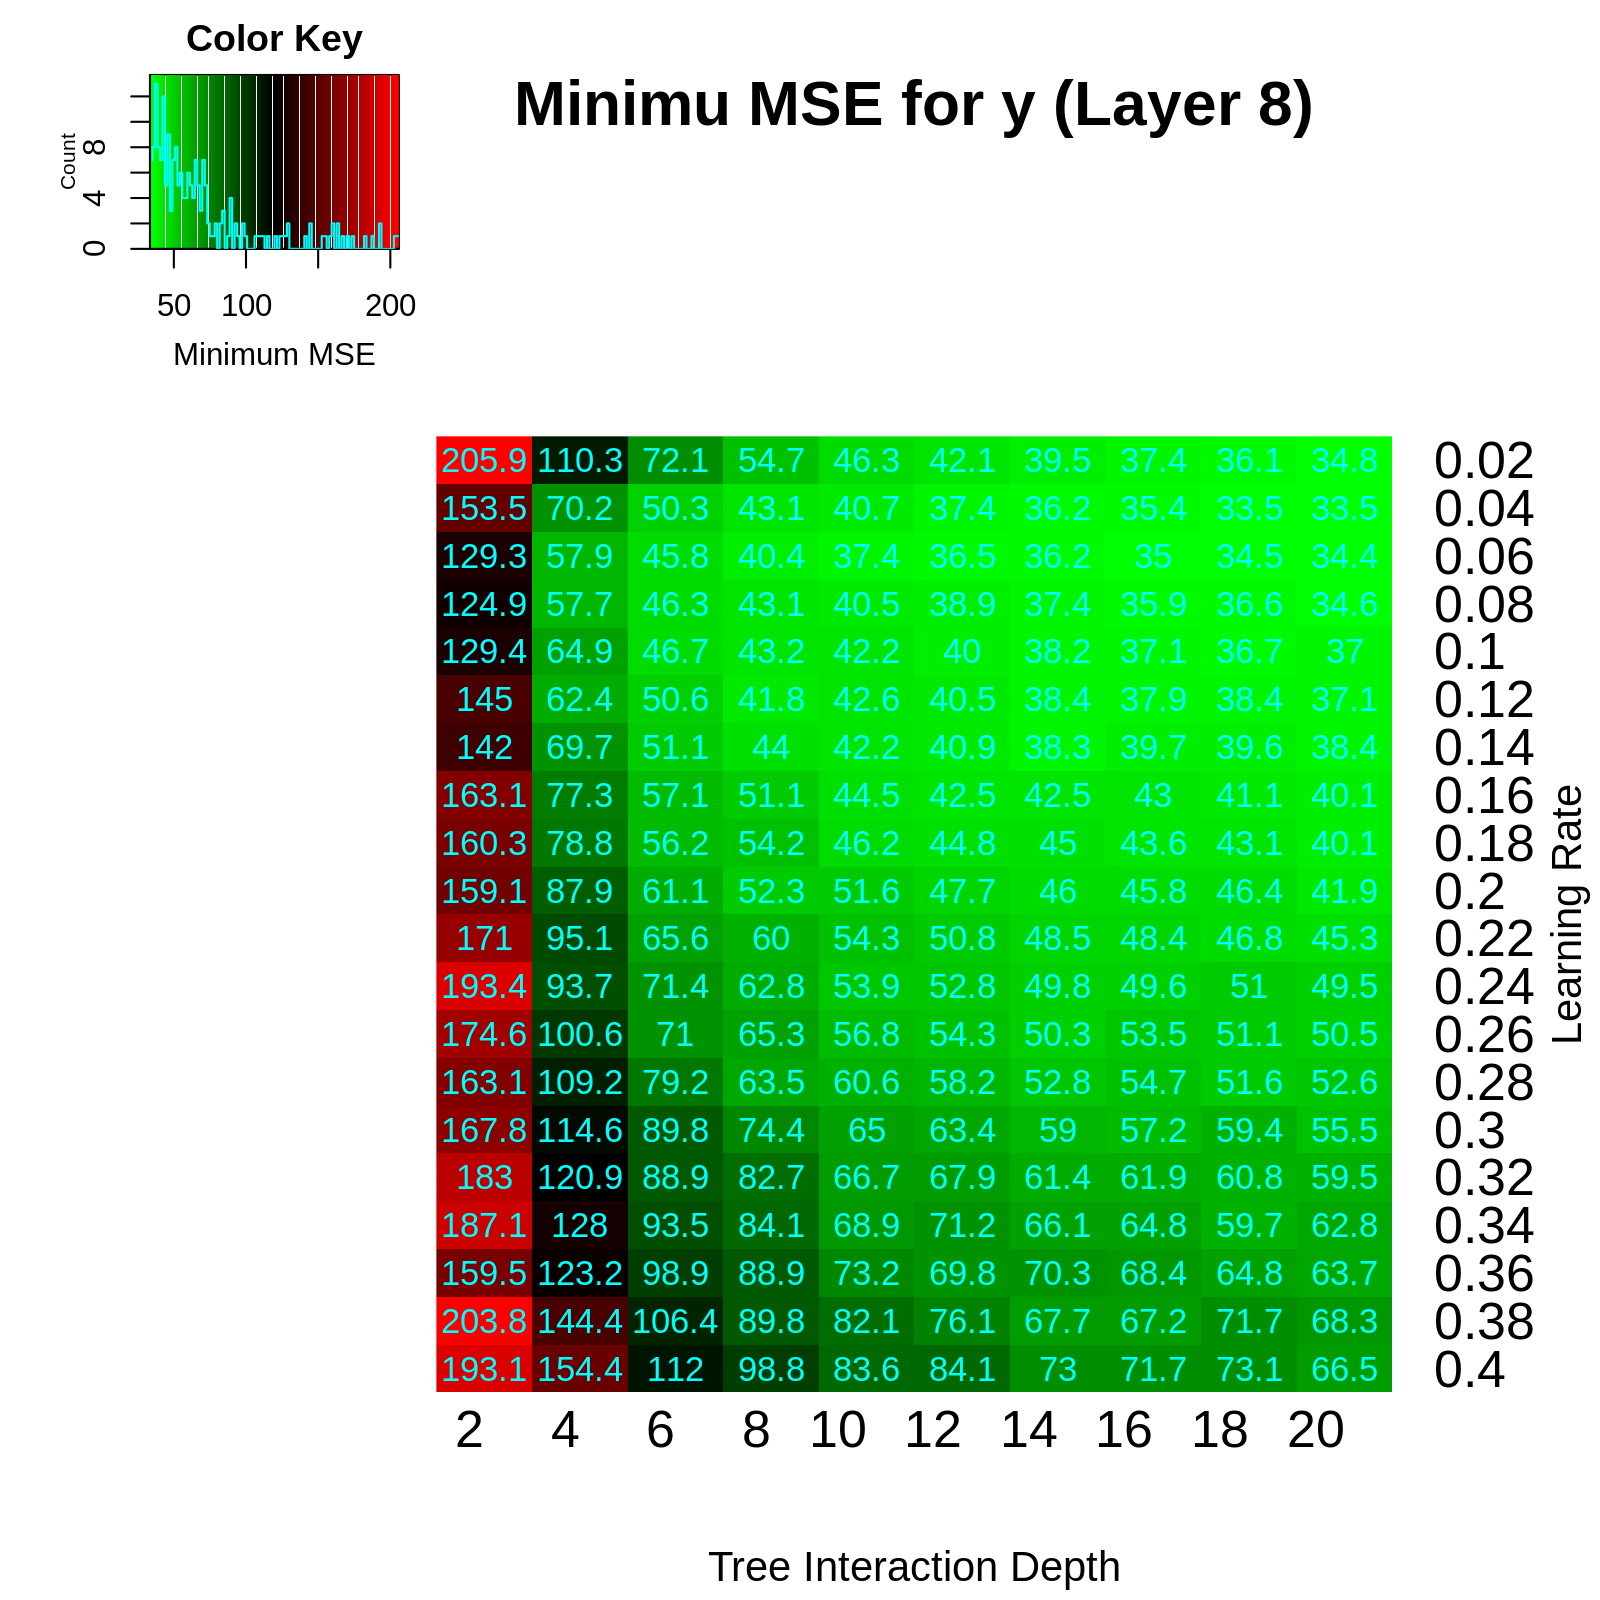 Color Key
Minimu MSE for y (Layer 8)
Count
0 4 8
50 100 200
Minimum MSE
205.9 110.3 72.1 54.7 46.3 42.1 39.5 37.4 36.1 34.8 0.02
153.5 70.2 50.3 43.1 40.7 37.4 36.2 35.4 33.5 33.5 0.04
129.3 57.9 45.8 40.4 37.4 36.5 36.2 35 34.5 34.4 0.06
124.9 57.7 46.3 43.1 40.5 38.9 37.4 35.9 36.6 34.6 0.08
129.4 64.9 46.7 43.2 42.2 40 38.2 37.1 36.7 37 0.1
145 62.4 50.6 41.8 42.6 40.5 38.4 37.9 38.4 37.1 0.12
142 69.7 51.1 44 42.2 40.9 38.3 39.7 39.6 38.4 0.14
163.1 77.3 57.1 51.1 44.5 42.5 42.5 43 41.1 40.1 0.16
160.3 78.8 56.2 54.2 46.2 44.8 45 43.6 43.1 40.1 0.18
159.1 87.9 61.1 52.3 51.6 47.7 46 45.8 46.4 41.9 0.2
171 95.1 65.6 60 54.3 50.8 48.5 48.4 46.8 45.3 0.22
193.4 93.7 71.4 62.8 53.9 52.8 49.8 49.6 51 49.5 0.24
174.6 100.6 71 65.3 56.8 54.3 50.3 53.5 51.1 50.5 0.26
163.1 109.2 79.2 63.5 60.6 58.2 52.8 54.7 51.6 52.6 0.28
167.8 114.6 89.8 74.4 65 63.4 59 57.2 59.4 55.5 0.3
183 120.9 88.9 82.7 66.7 67.9 61.4 61.9 60.8 59.5 0.32
187.1 128 93.5 84.1 68.9 71.2 66.1 64.8 59.7 62.8 0.34
159.5 123.2 98.9 88.9 73.2 69.8 70.3 68.4 64.8 63.7 0.36
203.8 144.4 106.4 89.8 82.1 76.1 67.7 67.2 71.7 68.3 0.38
193.1 154.4 112 98.8 83.6 84.1 73 71.7 73.1 66.5 0.4
Learning Rate
2 4 6 8 10 12 14 16 18 20
Tree Interaction Depth